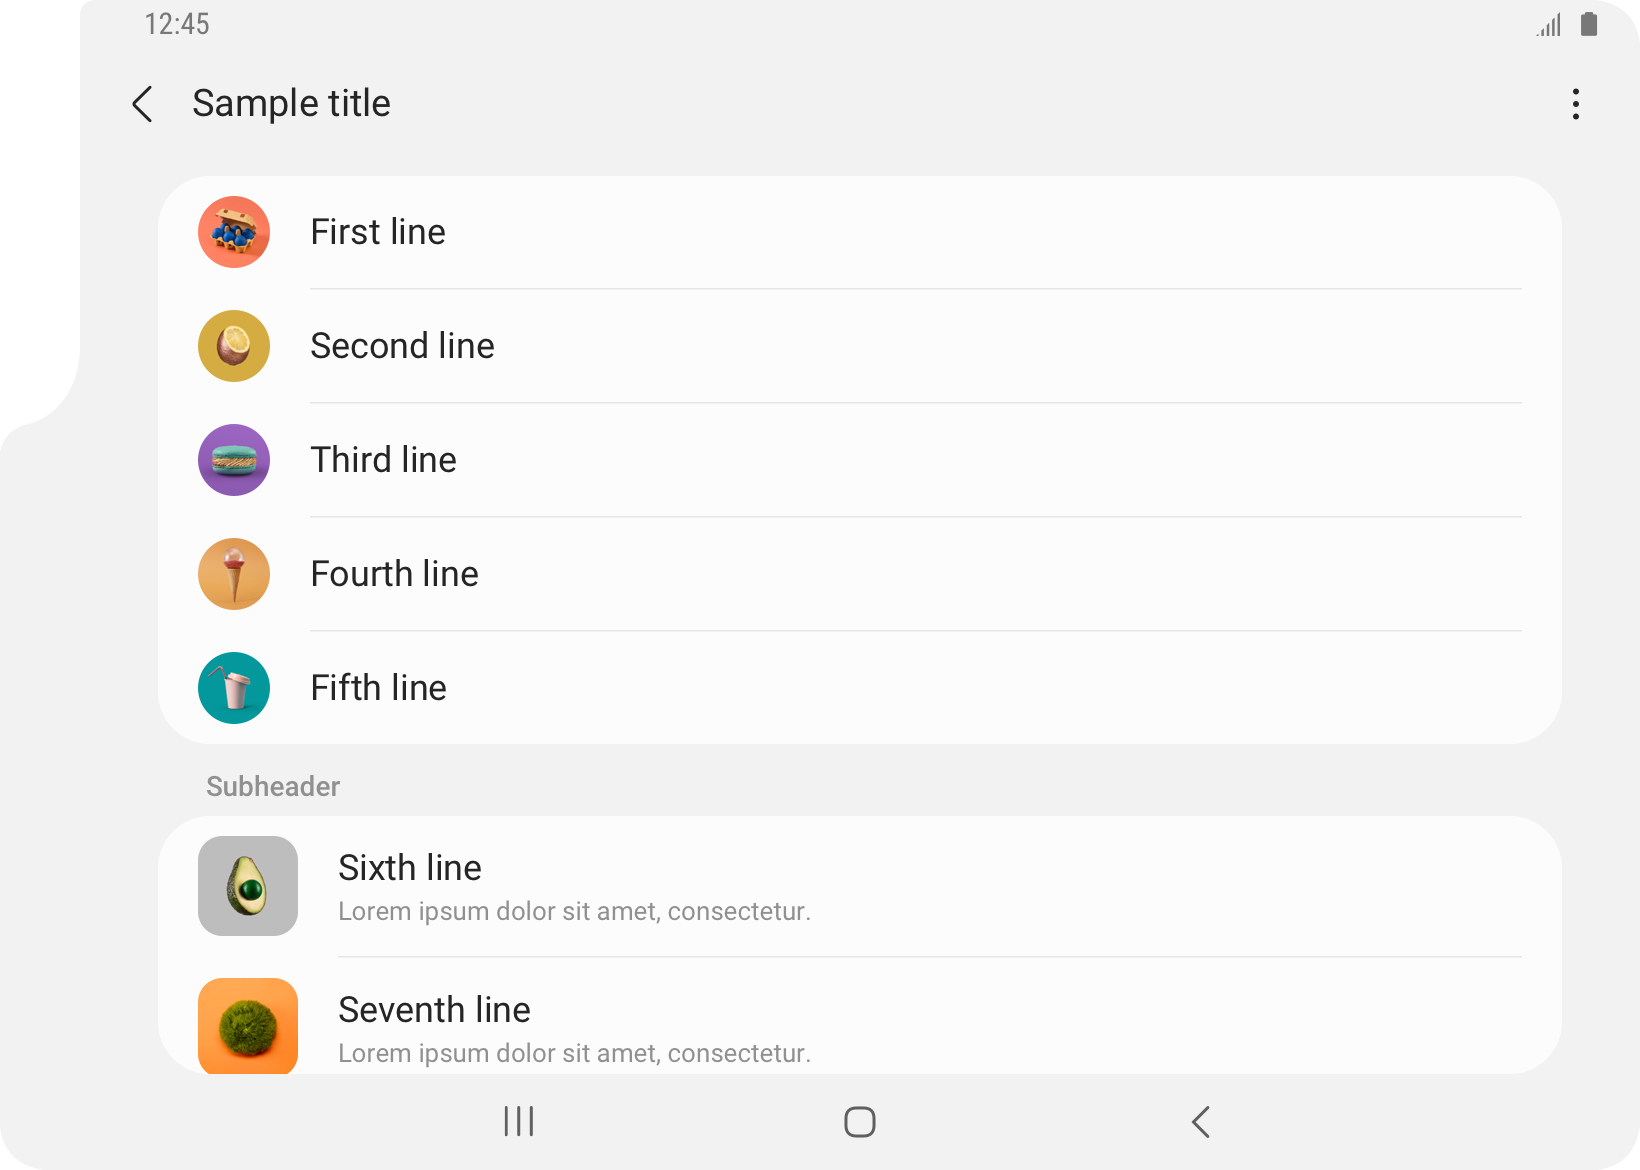 12:45
Sample title
First line
Second line
Third line
Fourth line
Fifth line
Subheader
Sixth line
Lorem ipsum dolor sit amet, consectetur.
Seventh line
Lorem ipsum dolor sit amet, consectetur.